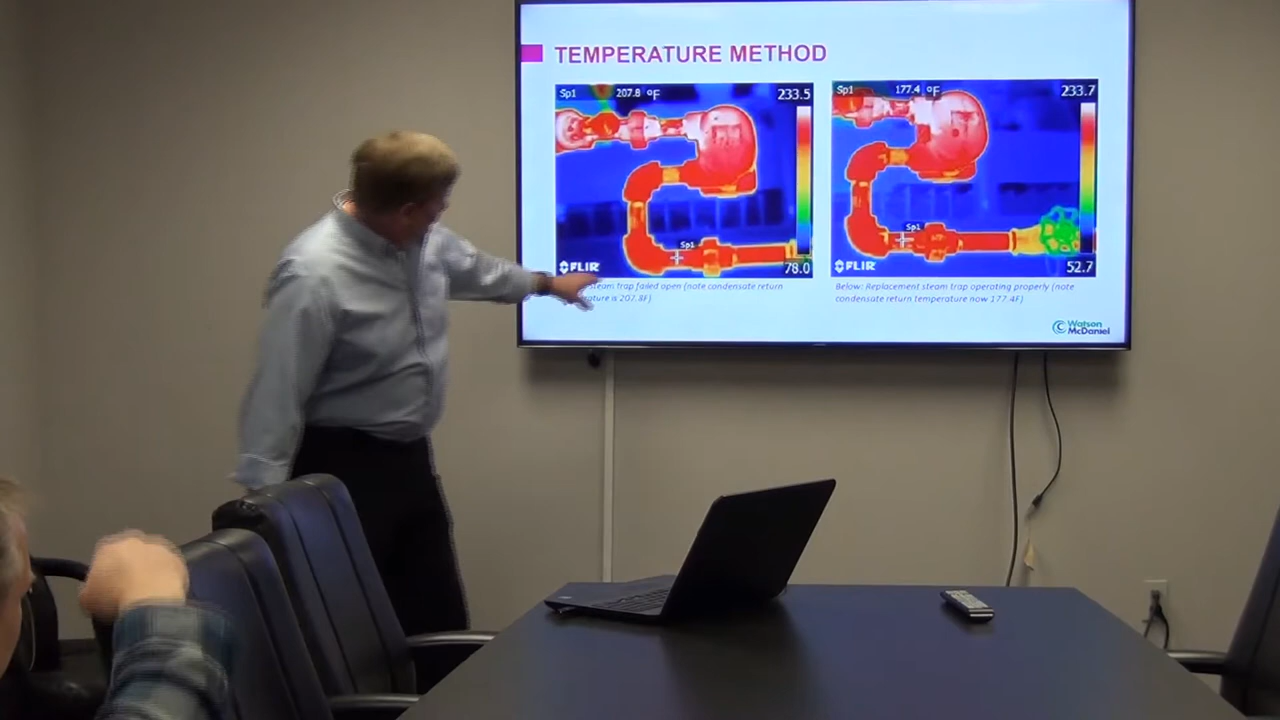 TEMPERATURE METHOD
Sp1 207.8 °F 233.5
Sp1
FLIR 78.0
steam trap failed open (note condensate return
is 207.8F)
Sp1 177.4 °F 233.7
Sp1
FLIR 52.7
Below: Replacement steam trap operating properly (note
condensate return temperature now 177.4F)
Watson
McDaniel